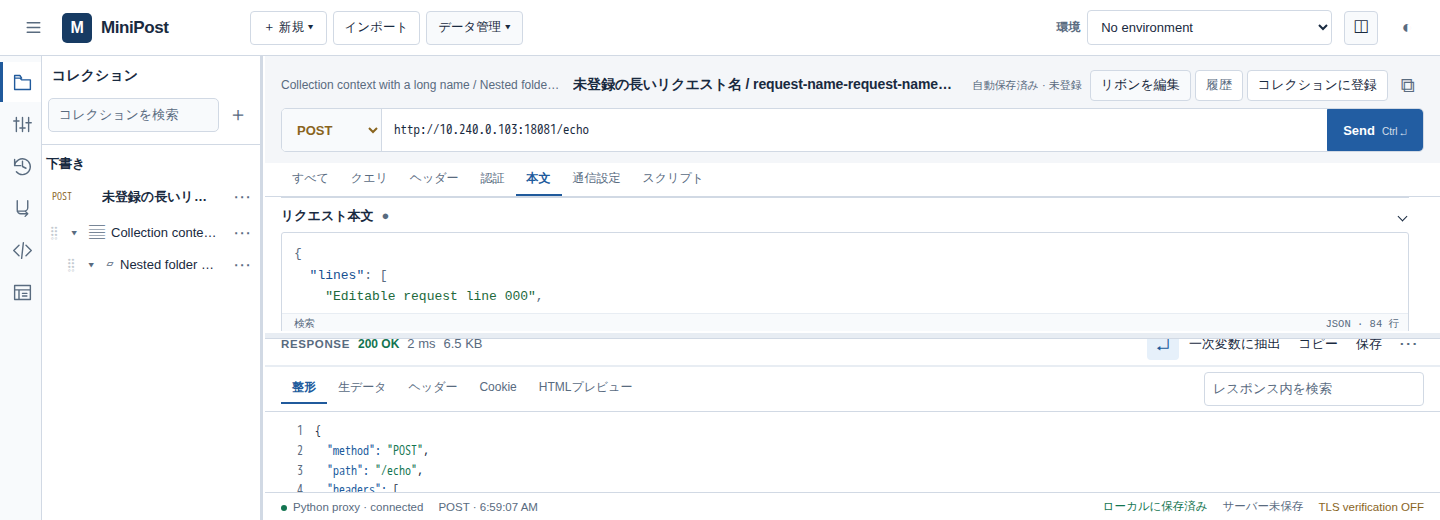 M MiniPost ＋ 新規 ▾ インポート データ管理 ▾ 環境 No environment
コレクション
コレクションを検索 ＋
下書き
POST 未登録の長いリ… ···
Collection conte… ···
Nested folder … ···
Collection context with a long name / Nested folde… 未登録の長いリクエスト名 / request-name-request-name… 自動保存済み · 未登録 リボンを編集 履歴 コレクションに登録
POST http://10.240.0.103:18081/echo Send Ctrl ↵
すべて クエリ ヘッダー 認証 本文 通信設定 スクリプト
リクエスト本文 ●
{
"lines": [
"Editable request line 000",
検索 JSON · 84 行
RESPONSE 200 OK 2 ms 6.5 KB 一次変数に抽出 コピー 保存 ···
整形 生データ ヘッダー Cookie HTMLプレビュー レスポンス内を検索
1 {
2 "method": "POST",
3 "path": "/echo",
4 "headers": [
Python proxy · connected POST · 6:59:07 AM ローカルに保存済み サーバー未保存 TLS verification OFF